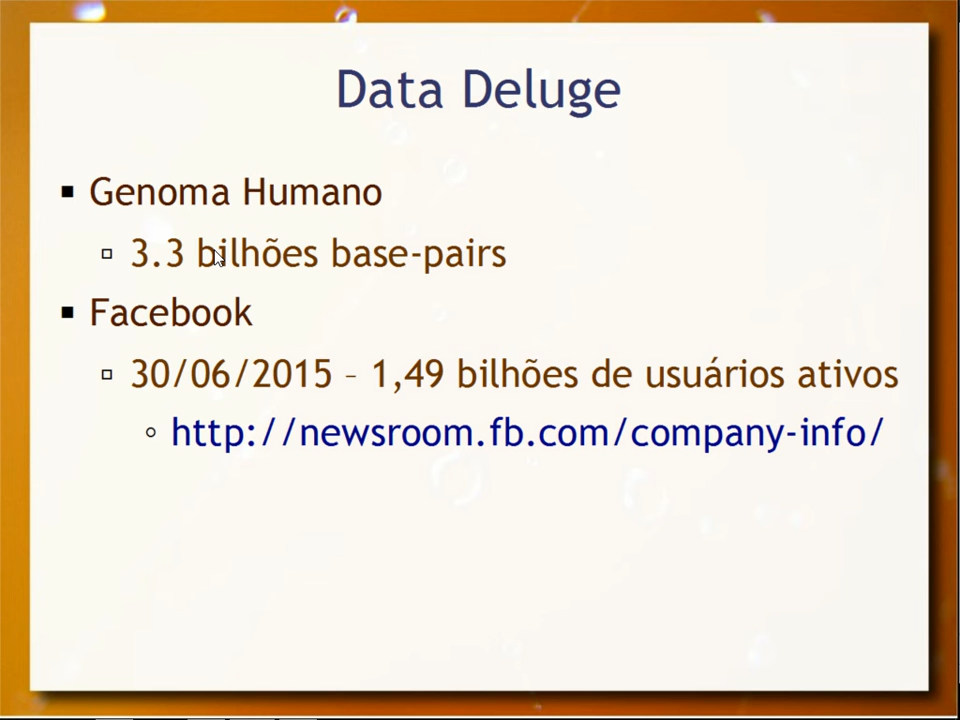 Data Deluge
Genoma Humano
3.3 bilhões base-pairs
Facebook
30/06/2015 – 1,49 bilhões de usuários ativos
http://newsroom.fb.com/company-info/